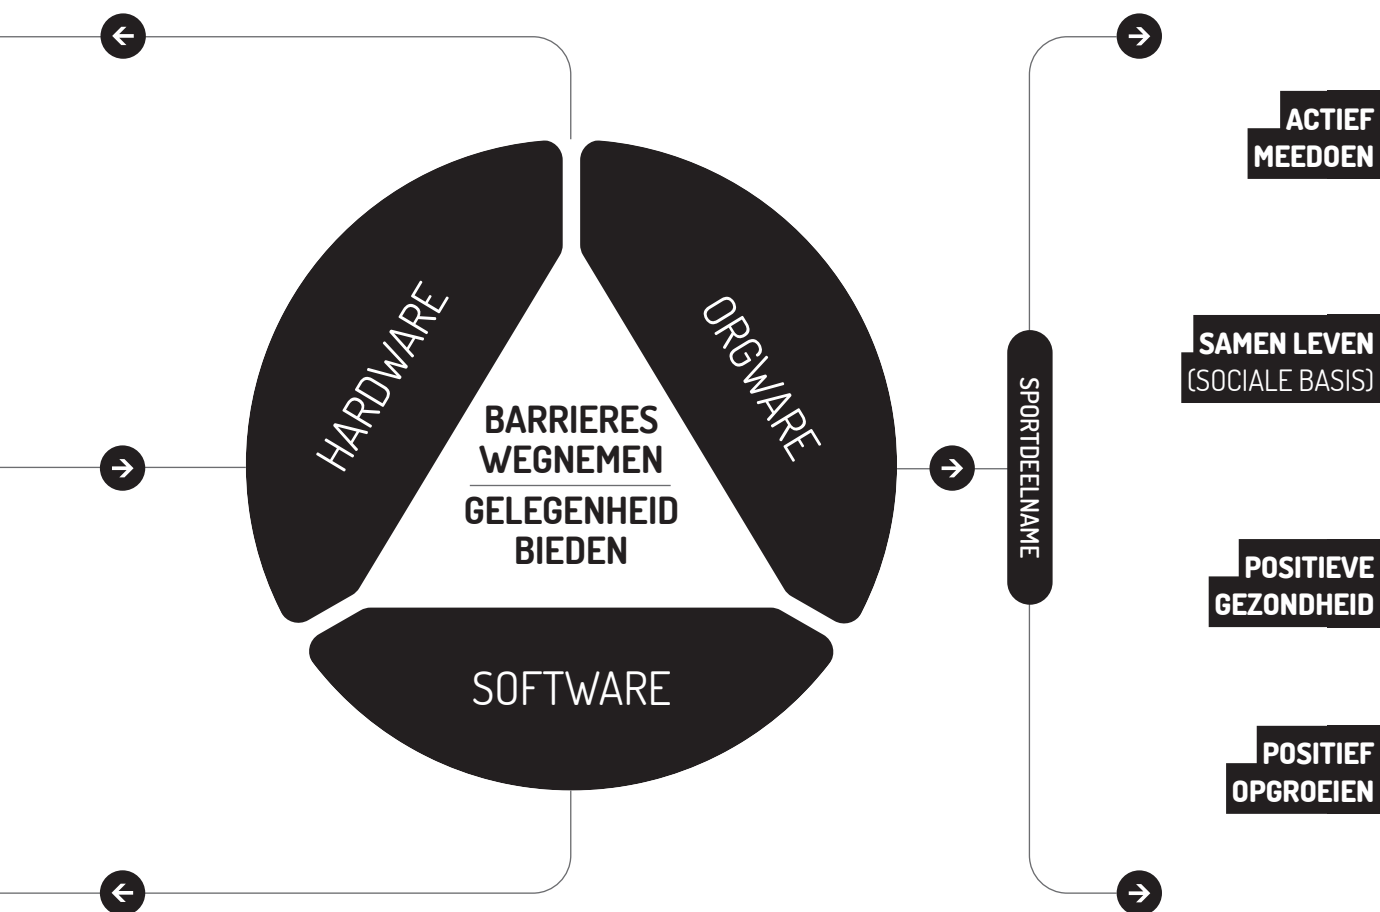 HARDWARE
ORGWARE
BARRIERES
WEGNEMEN
GELEGENHEID
BIEDEN
SOFTWARE
SPORTDEELNAME
ACTIEF
MEEDOEN
SAMEN LEVEN
(SOCIALE BASIS)
POSITIEVE
GEZONDHEID
POSITIEF
OPGROEIEN